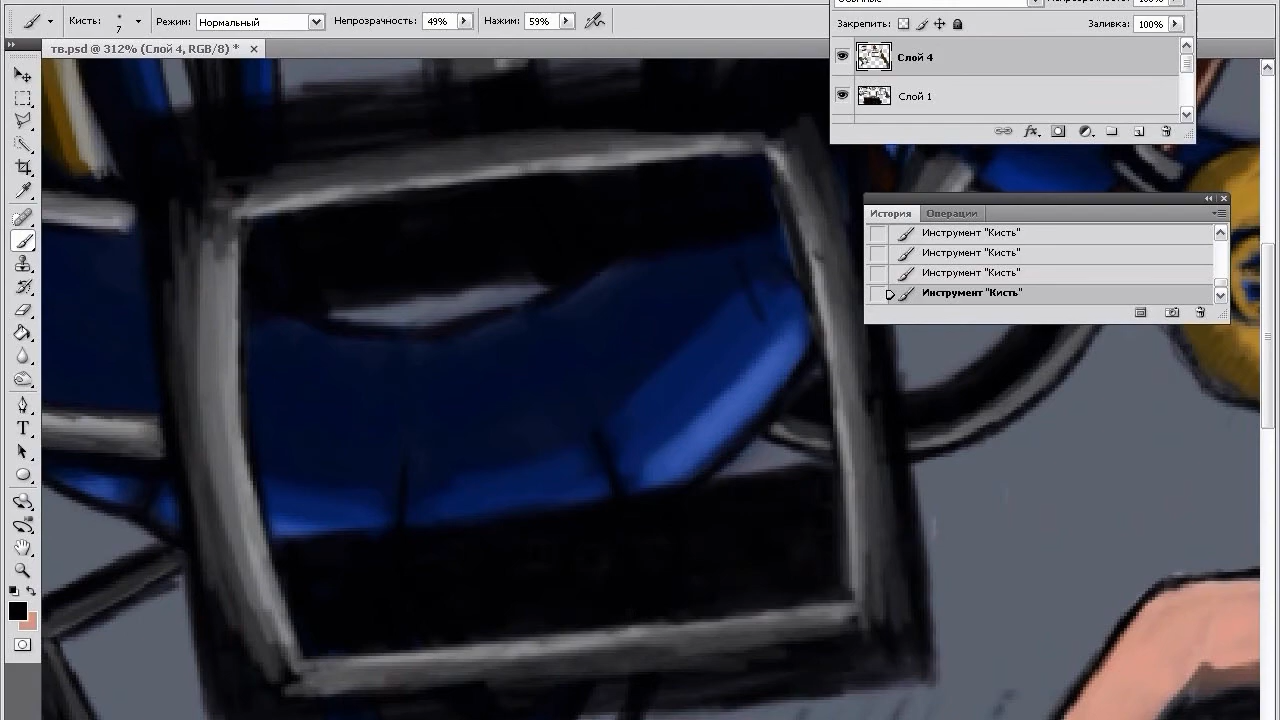 Кисть:
7
Режим: Нормальный
Непрозрачность: 49%
Нажим: 59%
тв.psd @ 312% (Слой 4, RGB/8) *
Закрепить:
Заливка: 100%
Слой 4
Слой 1
История
Операции
Инструмент "Кисть"
Инструмент "Кисть"
Инструмент "Кисть"
Инструмент "Кисть"